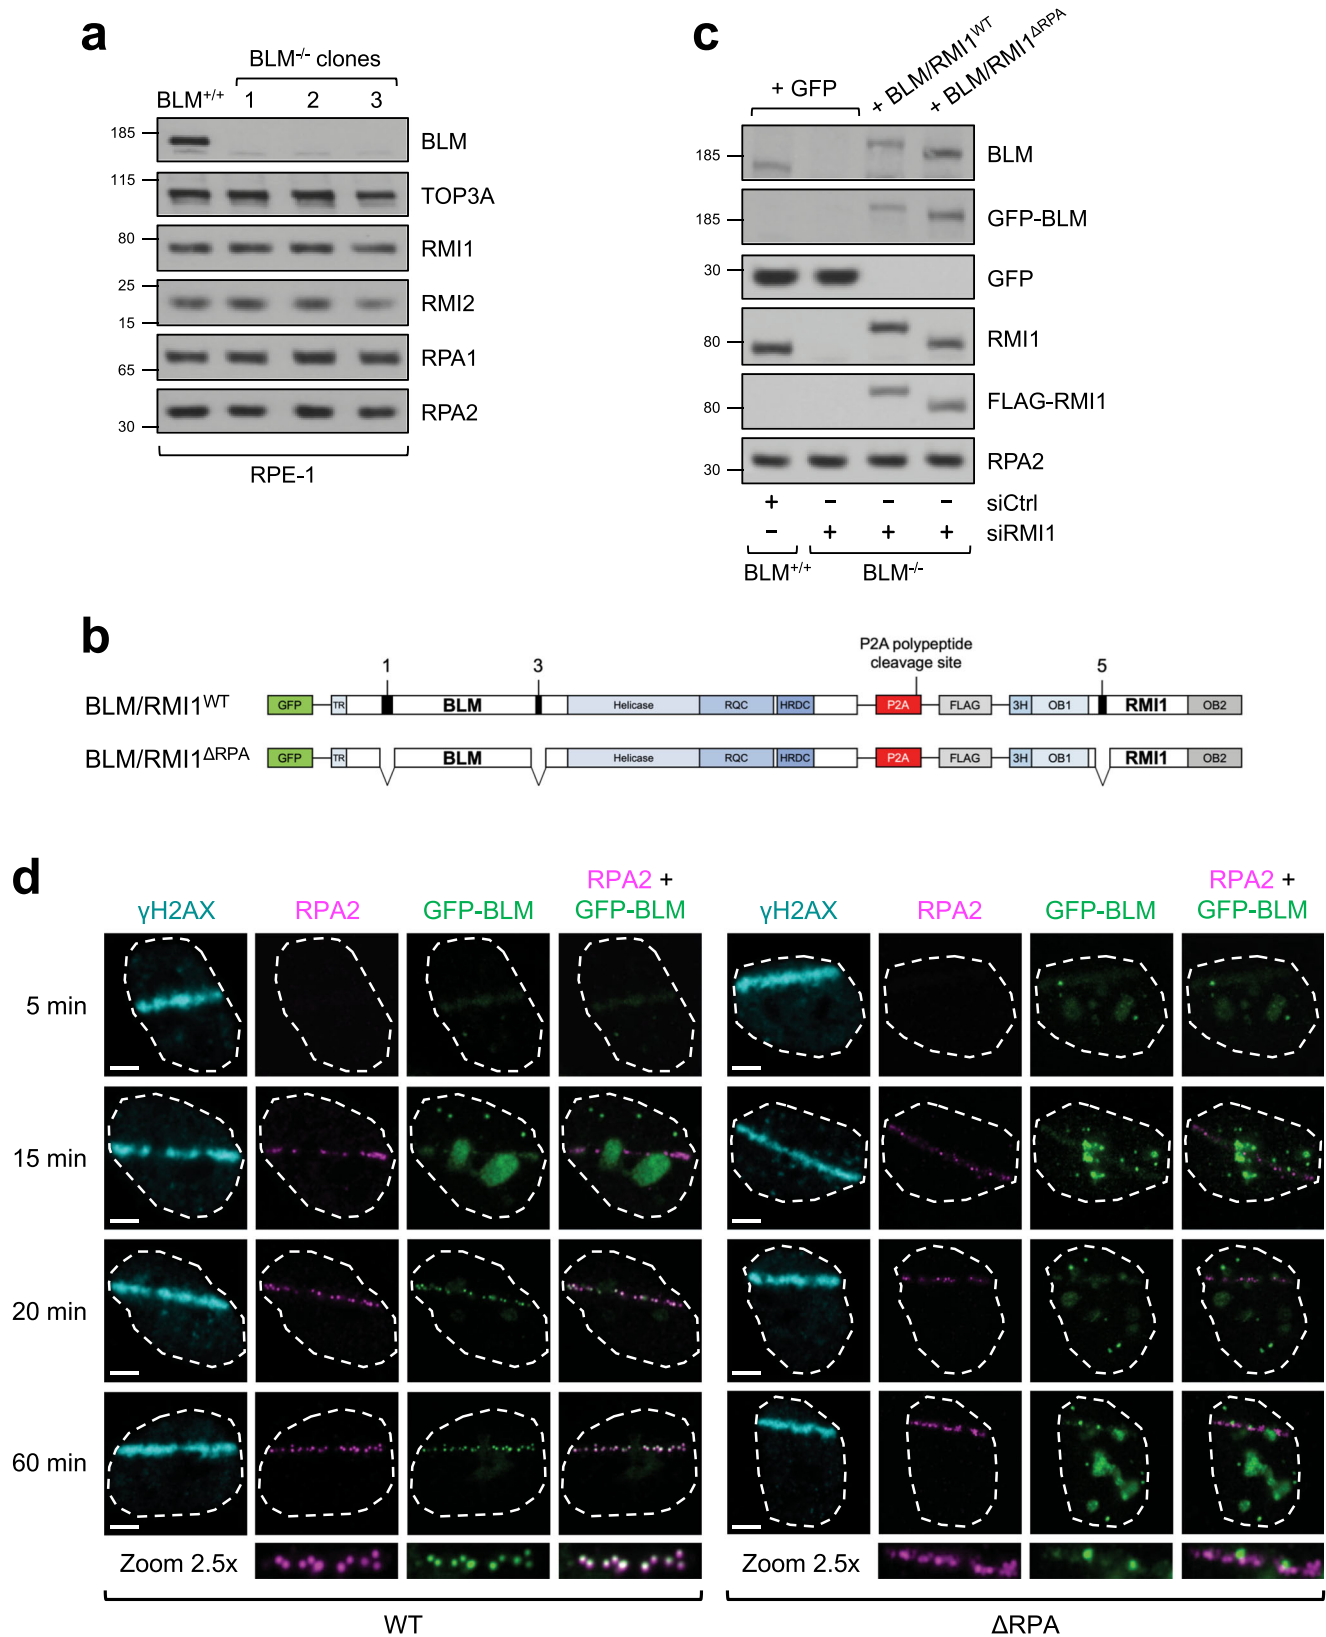 a
BLM-/- clones
BLM+/+ 1 2 3
185 BLM
115 TOP3A
80 RMI1
25 RMI2
15
RPA1
65
RPA2
30
RPE-1
c
+ GFP
+ BLM/RMI1WT
+ BLM/RMI1ΔRPA
185 BLM
185 GFP-BLM
30 GFP
80 RMI1
80 FLAG-RMI1
30 RPA2
+ – – – siCtrl
– + + + siRMI1
BLM+/+ BLM-/-
b
P2A polypeptide
cleavage site
1 3 5
BLM/RMI1WT GFP TR BLM Helicase RQC HRDC P2A FLAG 3H OB1 RMI1 OB2
BLM/RMI1ΔRPA GFP TR BLM Helicase RQC HRDC P2A FLAG 3H OB1 RMI1 OB2
d
γH2AX RPA2 GFP-BLM RPA2 + GFP-BLM
γH2AX RPA2 GFP-BLM RPA2 + GFP-BLM
5 min
15 min
20 min
60 min
Zoom 2.5x Zoom 2.5x
WT ΔRPA